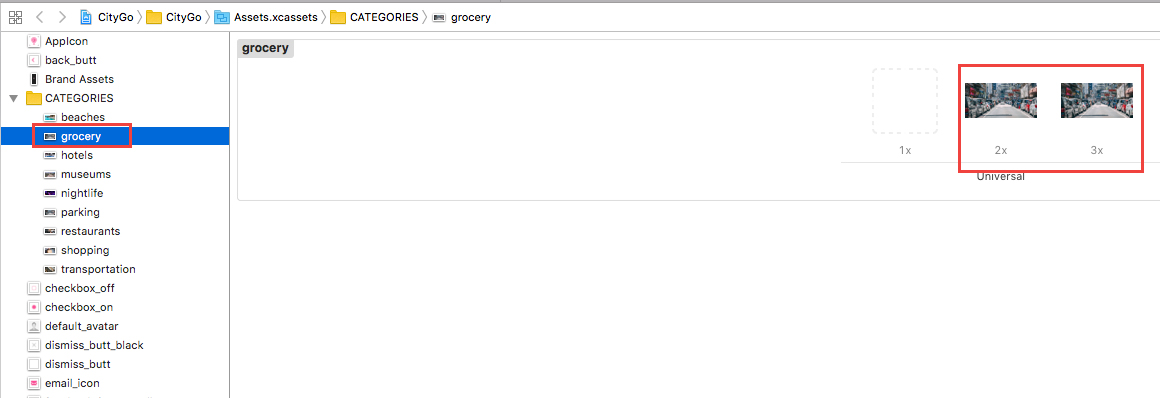 CityGo CityGo Assets.xcassets CATEGORIES grocery
AppIcon
back_butt
Brand Assets
CATEGORIES
beaches
grocery
hotels
museums
nightlife
parking
restaurants
shopping
transportation
checkbox_off
checkbox_on
default_avatar
dismiss_butt_black
dismiss_butt
email_icon
grocery
1x 2x 3x
Universal